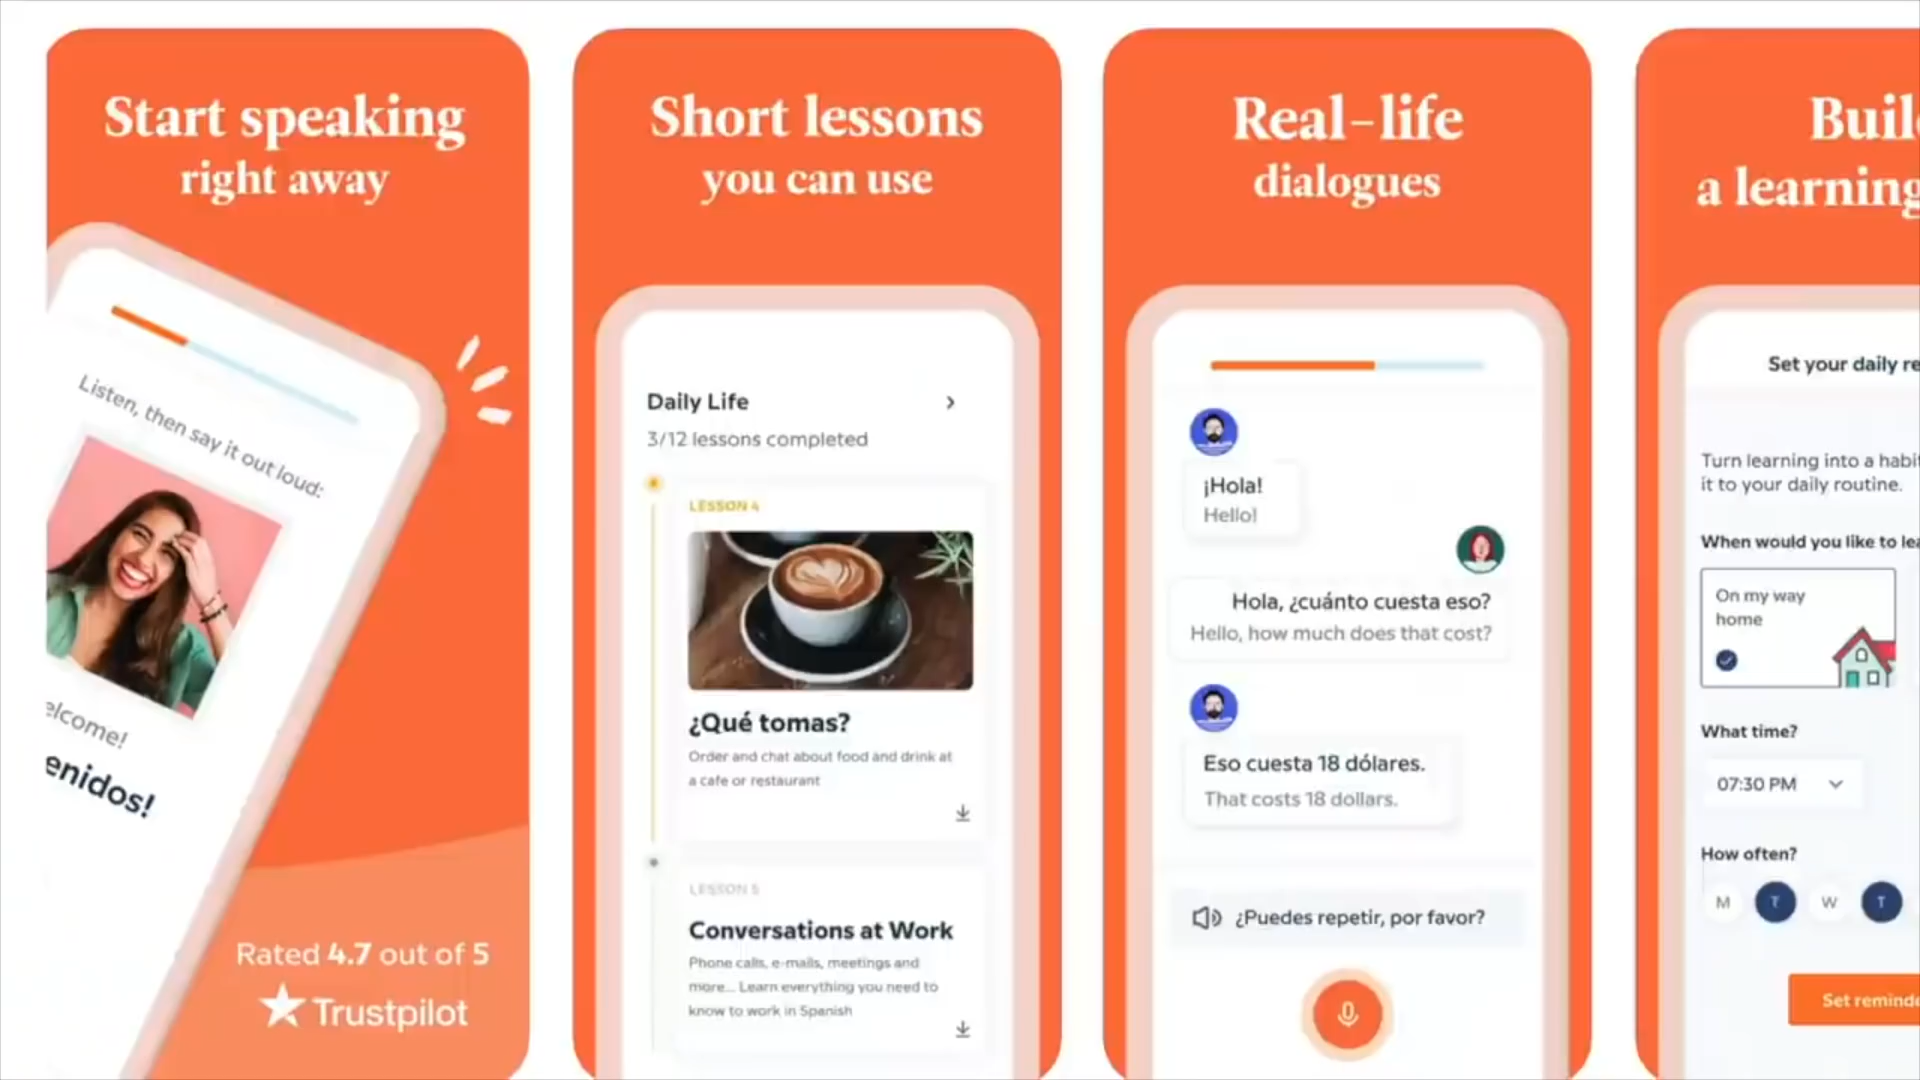 Start speaking
right away
Listen, then say it out loud:
elcome!
enidos!
Rated 4.7 out of 5
Trustpilot
Short lessons
you can use
Daily Life
3/12 lessons completed
LESSON 4
¿Qué tomas?
Order and chat about food and drink at
a cafe or restaurant
LESSON 5
Conversations at Work
Phone calls, e-mails, meetings and
more... Learn everything you need to
know to work in Spanish
Real-life
dialogues
¡Hola!
Hello!
Hola, ¿cuánto cuesta eso?
Hello, how much does that cost?
Eso cuesta 18 dólares.
That costs 18 dollars.
¿Puedes repetir, por favor?
Buil
a learning
Set your daily re
Turn learning into a habit
it to your daily routine.
When would you like to lea
On my way
home
What time?
07:30 PM
How often?
M T W T
Set reminde